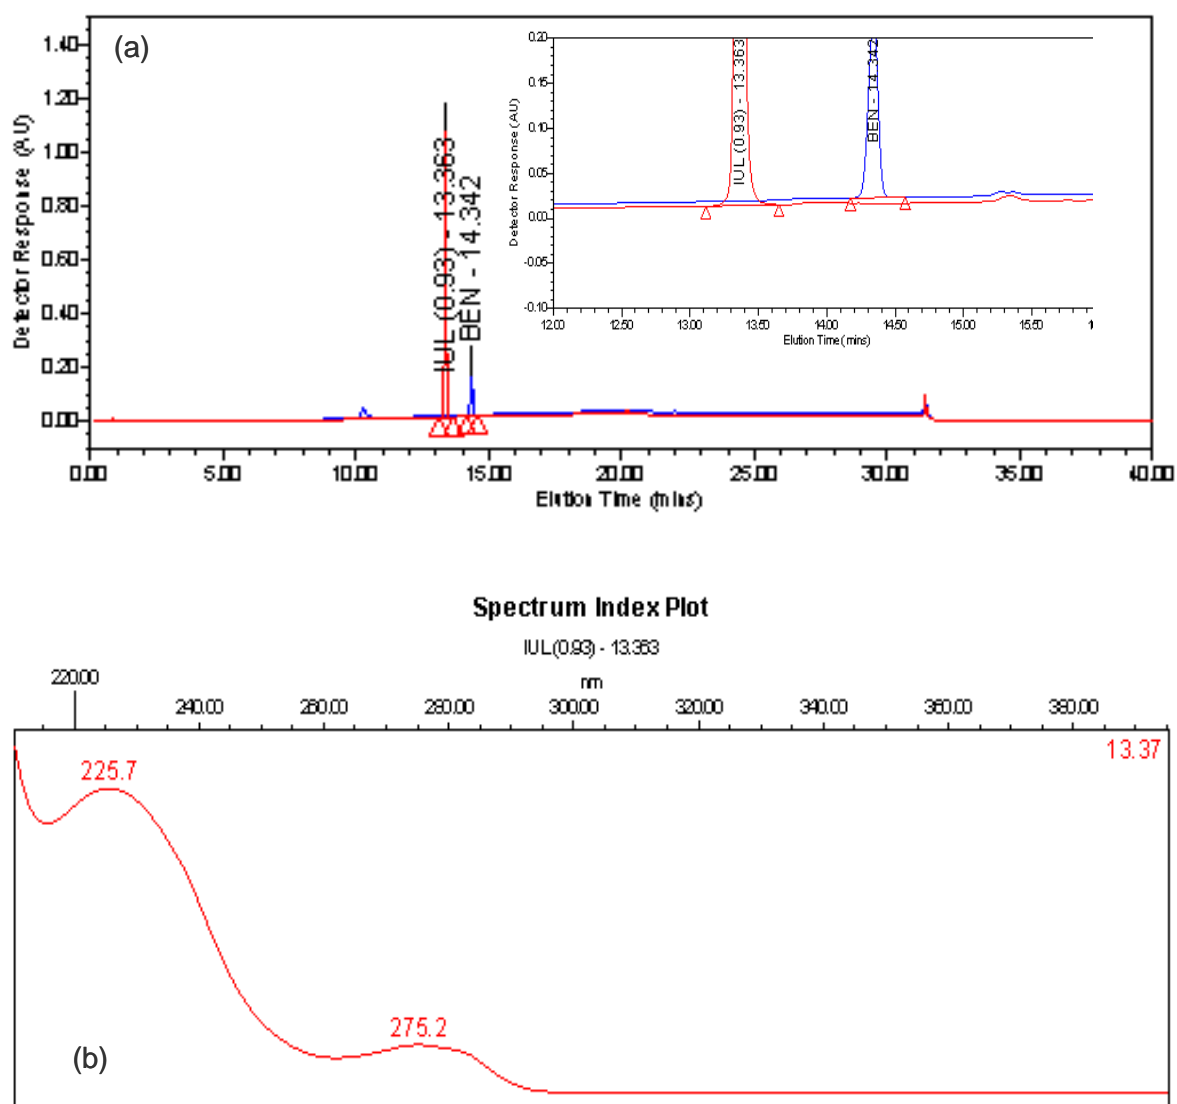 (a)
Detector Response (AU)
1.40
1.20
1.00
0.80
0.60
0.40
0.20
0.00
IUL (0.93) - 13.363
BEN - 14.342
0.00 5.00 10.00 15.00 20.00 25.00 30.00 35.00 40.00
Elution Time (mins)
Detector Response (AU)
0.20
0.15
0.10
0.05
0.00
-0.05
-0.10
IUL (0.93) - 13.363
BEN - 14.342
12.00 12.50 13.00 13.50 14.00 14.50 15.00 15.50 1
Elution Time (mins)
Spectrum Index Plot
IUL (0.93) - 13.363
nm
220.00 240.00 260.00 280.00 300.00 320.00 340.00 360.00 380.00
13.37
225.7
275.2
(b)